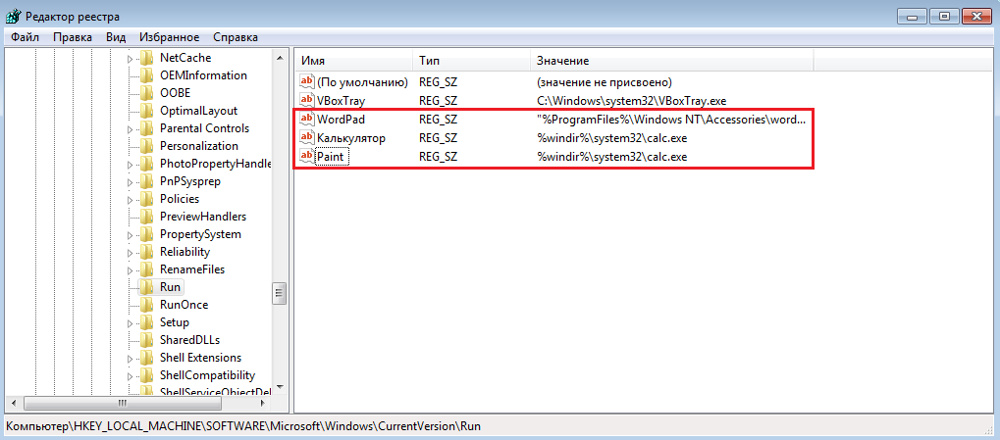 Редактор реестра
Файл Правка Вид Избранное Справка
NetCache
OEMInformation
OOBE
OptimalLayout
Parental Controls
Personalization
PhotoPropertyHandle
PnPSysprep
Policies
PreviewHandlers
PropertySystem
Reliability
RenameFiles
Run
RunOnce
Setup
SharedDLLs
Shell Extensions
ShellCompatibility
ShellServiceObjectDel
Имя Тип Значение
(По умолчанию) REG_SZ (значение не присвоено)
VBoxTray REG_SZ C:\Windows\system32\VBoxTray.exe
WordPad REG_SZ "%ProgramFiles%\Windows NT\Accessories\word...
Калькулятор REG_SZ %windir%\system32\calc.exe
Paint REG_SZ %windir%\system32\calc.exe
Компьютер\HKEY_LOCAL_MACHINE\SOFTWARE\Microsoft\Windows\CurrentVersion\Run